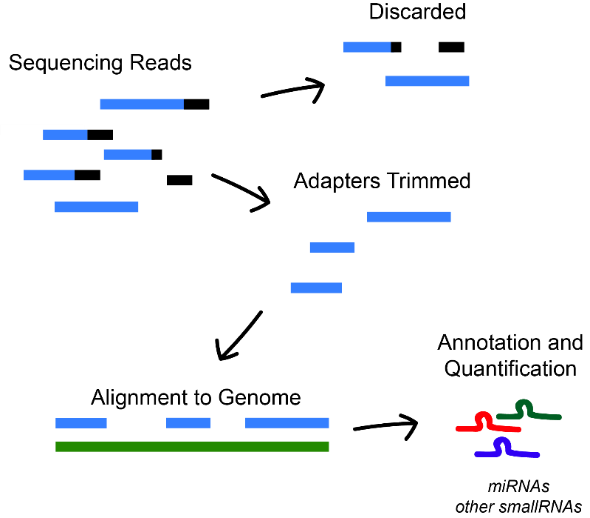 Discarded
Sequencing Reads
Adapters Trimmed
Annotation and
Quantification
Alignment to Genome
miRNAs
other smallRNAs